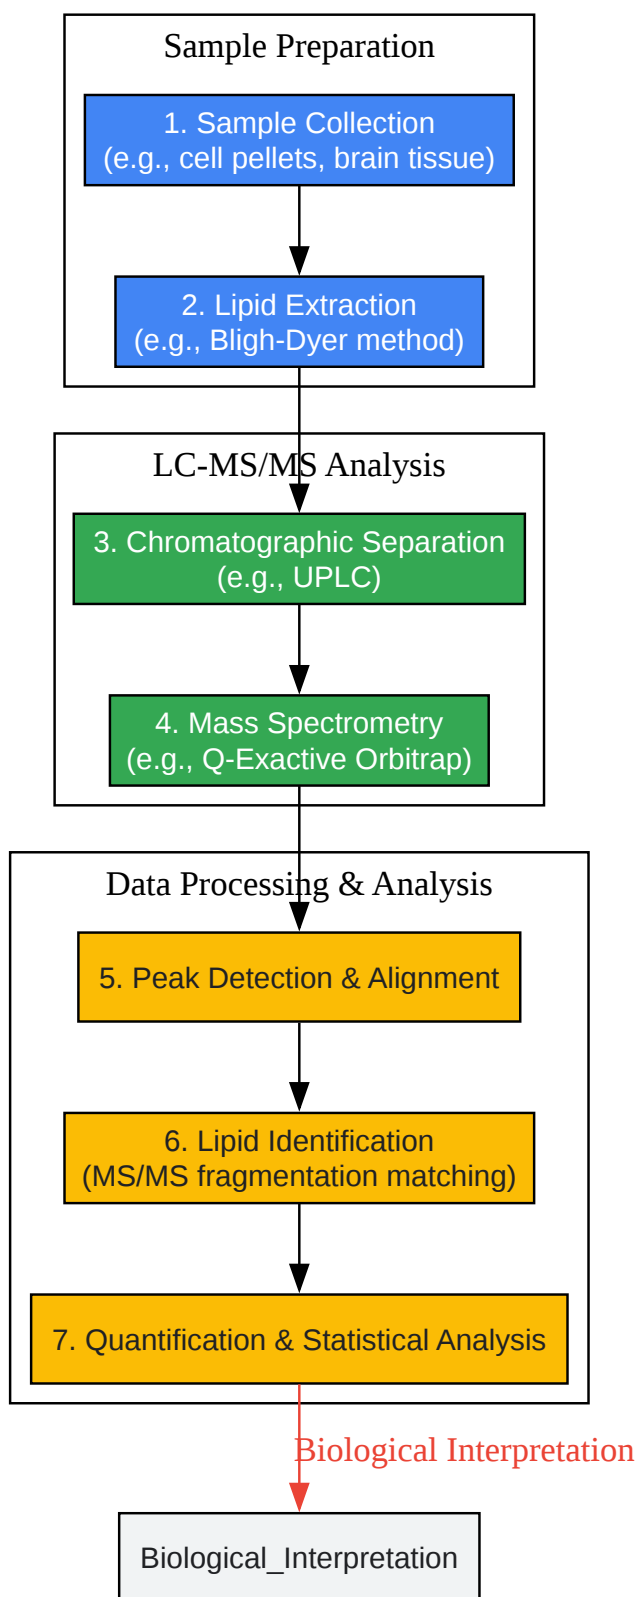 Sample Preparation
1. Sample Collection
(e.g., cell pellets, brain tissue)
2. Lipid Extraction
(e.g., Bligh-Dyer method)
LC-MS/MS Analysis
3. Chromatographic Separation
(e.g., UPLC)
4. Mass Spectrometry
(e.g., Q-Exactive Orbitrap)
Data Processing & Analysis
5. Peak Detection & Alignment
6. Lipid Identification
(MS/MS fragmentation matching)
7. Quantification & Statistical Analysis
Biological Interpretation
Biological_Interpretation